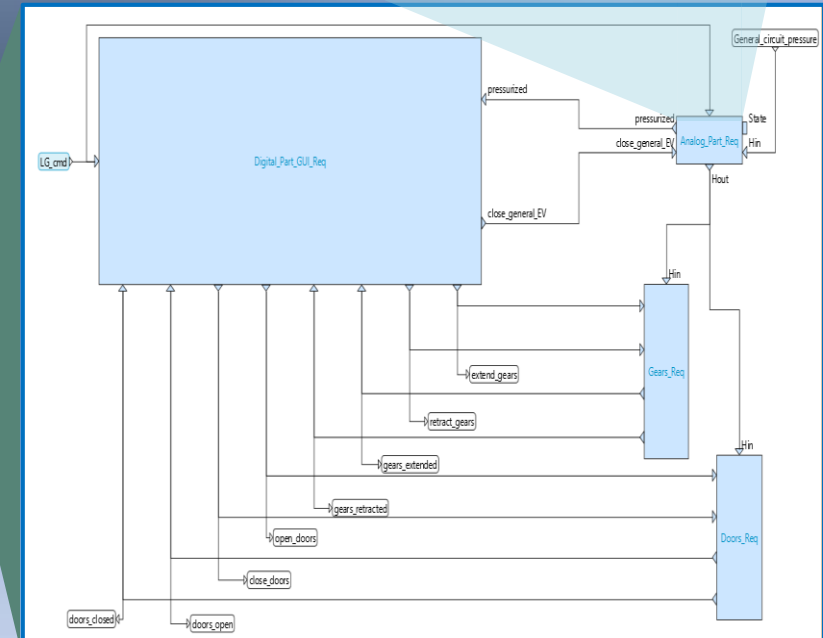 General_circuit_pressure
pressurized
pressurized
State
close_general_EV
Analog_Part_Req
Hin
LG_cmd
Digital_Part_GUI_Req
Hout
close_general_EV
Hin
Gears_Req
extend_gears
retract_gears
Hin
gears_extended
gears_retracted
open_doors
Doors_Req
close_doors
doors_closed
doors_open